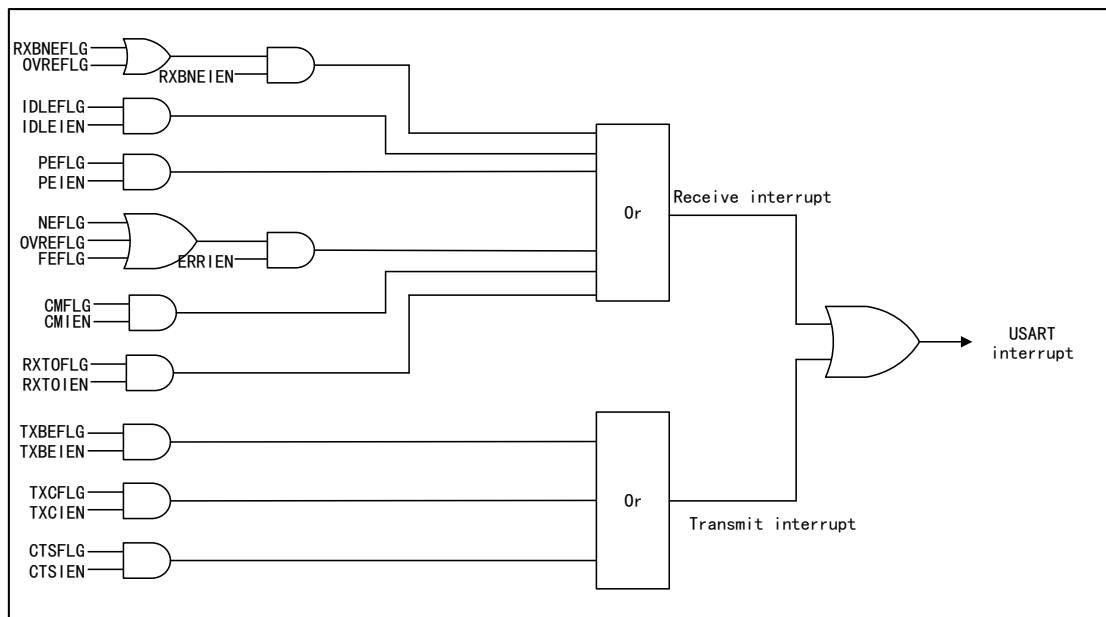 RXBNEFLG
OVREFLG
RXBNEIEN
IDLEFLG
IDLEIEN
PEFLG
PEIEN
NEFLG
OVREFLG
FEFLG
ERRIEN
CMFLG
CMIEN
RXTOFLG
RXTOIEN
Or
Receive interrupt
USART
interrupt
TXBEFLG
TXBEIEN
TXCFLG
TXCIEN
CTSFLG
CTSIEN
Or
Transmit interrupt